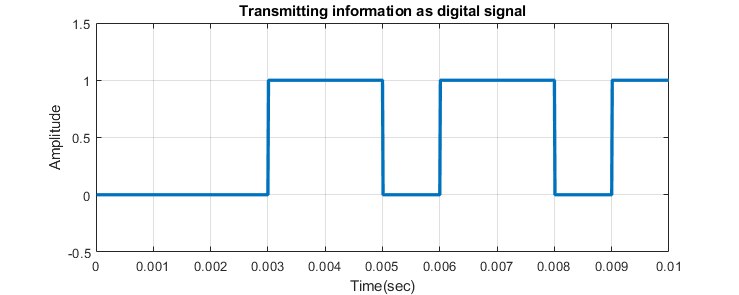 Transmitting information as digital signal
1.5
1
0.5
0
-0.5
Amplitude
0 0.001 0.002 0.003 0.004 0.005 0.006 0.007 0.008 0.009 0.01
Time(sec)